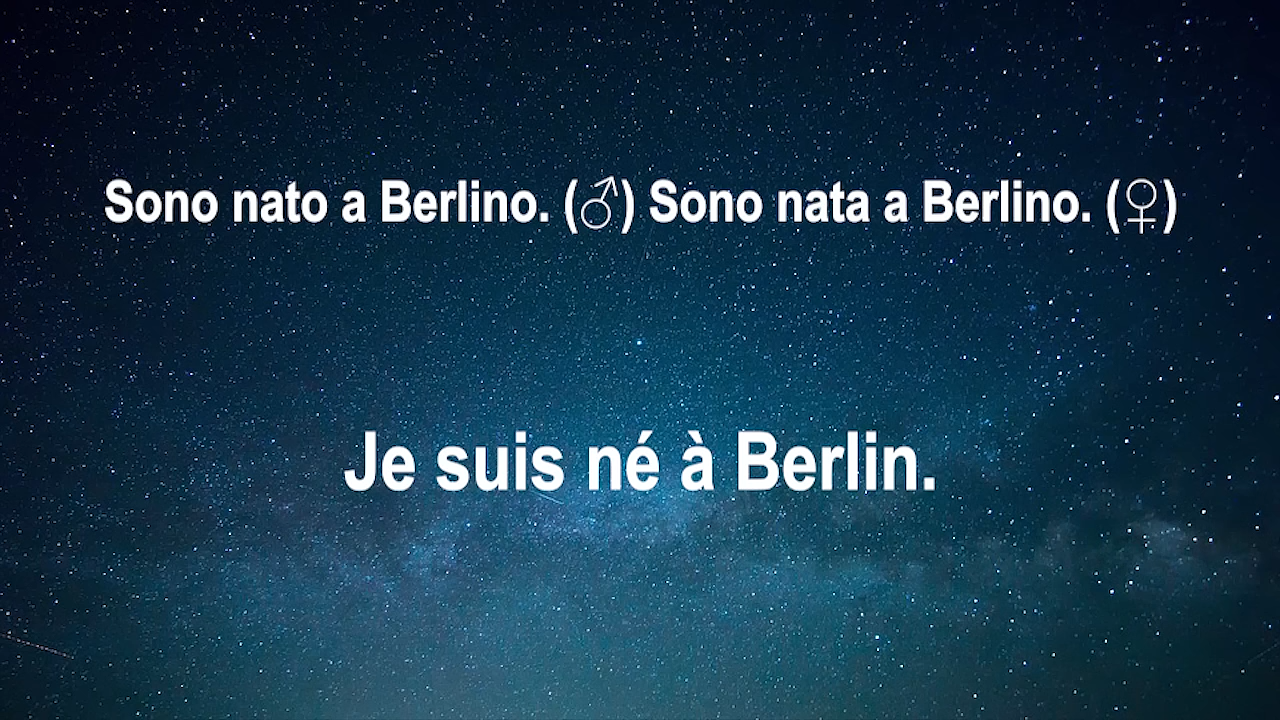 Sono nato a Berlino. (♂) Sono nata a Berlino. (♀)
Je suis né à Berlin.